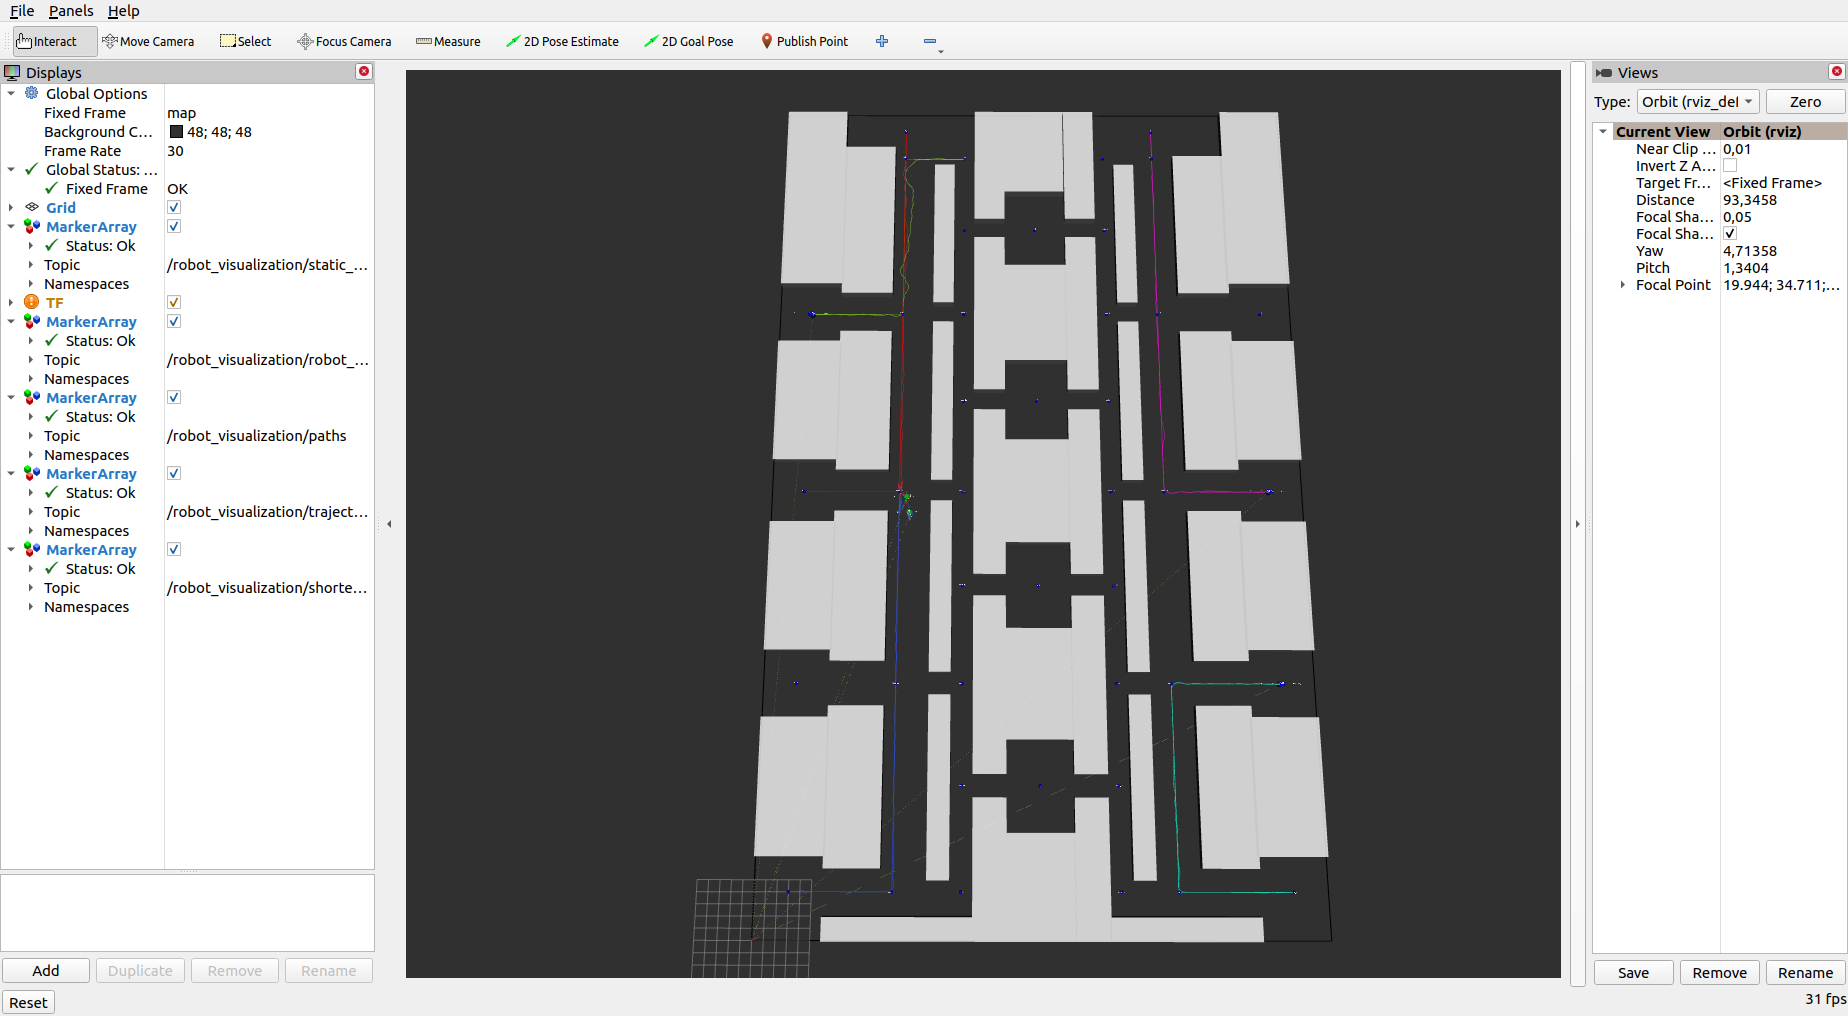 File Panels Help
Interact Move Camera Select Focus Camera Measure 2D Pose Estimate 2D Goal Pose Publish Point
Displays
Global Options
Fixed Frame map
Background C... 48; 48; 48
Frame Rate 30
Global Status: ...
Fixed Frame OK
Grid
MarkerArray
Status: Ok
Topic /robot_visualization/static_...
Namespaces
TF
MarkerArray
Status: Ok
Topic /robot_visualization/robot_...
Namespaces
MarkerArray
Status: Ok
Topic /robot_visualization/paths
Namespaces
MarkerArray
Status: Ok
Topic /robot_visualization/traject...
Namespaces
MarkerArray
Status: Ok
Topic /robot_visualization/shorte...
Namespaces
Add Duplicate Remove Rename
Reset
Views
Type: Orbit (rviz_del Zero
Current View Orbit (rviz)
Near Clip ... 0,01
Invert Z A...
Target Fr... <Fixed Frame>
Distance 93,3458
Focal Sha... 0,05
Focal Sha...
Yaw 4,71358
Pitch 1,3404
Focal Point 19.944; 34.711;...
Save Remove Rename
31 fps